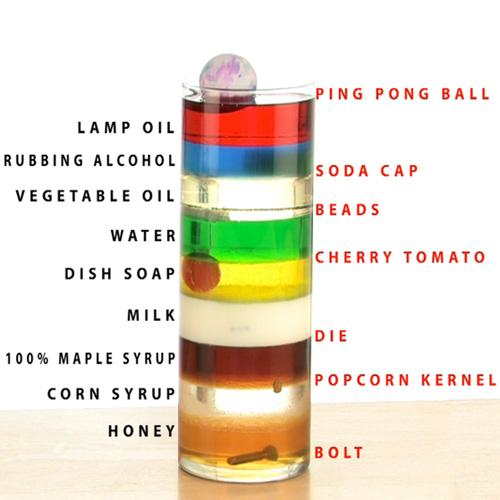 PING PONG BALL
LAMP OIL
RUBBING ALCOHOL
SODA CAP
VEGETABLE OIL
BEADS
WATER
CHERRY TOMATO
DISH SOAP
MILK
DIE
100% MAPLE SYRUP
POPCORN KERNEL
CORN SYRUP
HONEY
BOLT